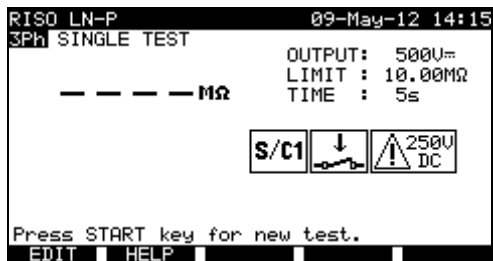 RISO LN-P 09-May-12 14:15
3Ph SINGLE TEST
OUTPUT: 500V⎓
LIMIT : 10.00MΩ
TIME : 5s
– – – – MΩ
S/C1
250V
DC
Press START key for new test.
EDIT HELP